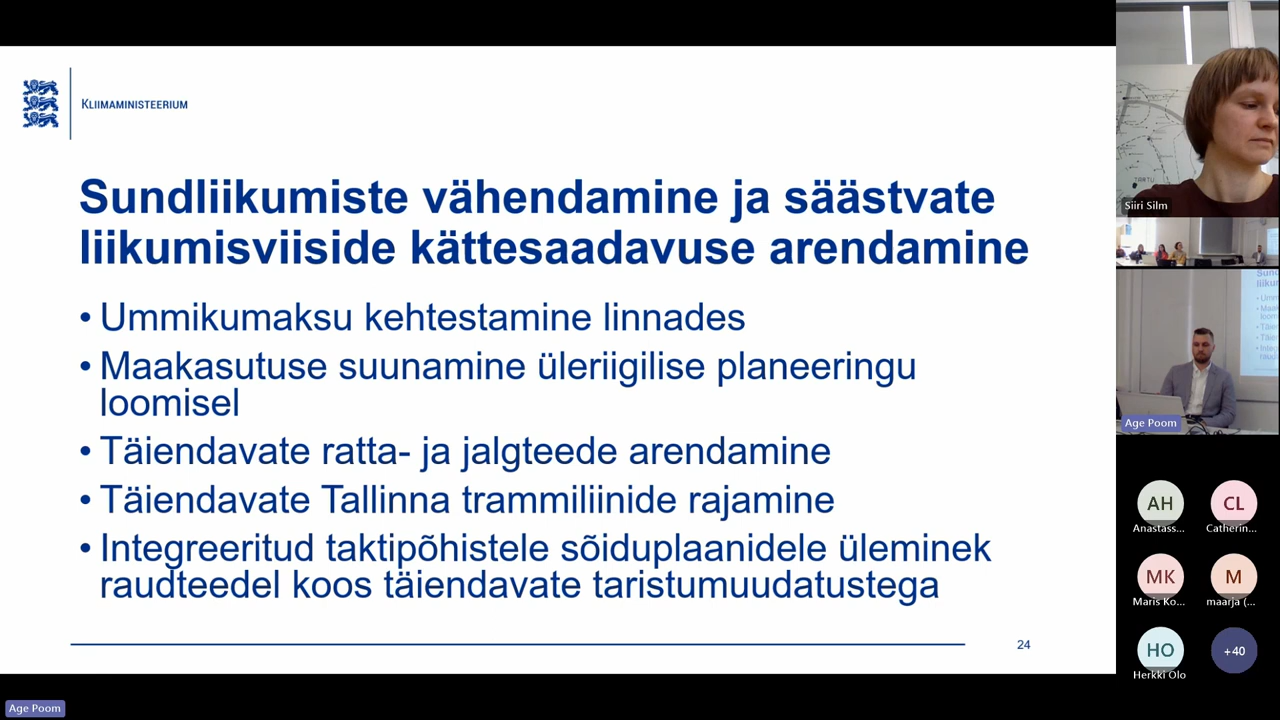 KLIIMAMINISTEERIUM
Sundliikumiste vähendamine ja säästvate
liikumisviiside kättesaadavuse arendamine
• Ummikumaksu kehtestamine linnades
• Maakasutuse suunamine üleriigilise planeeringu
loomisel
• Täiendavate ratta- ja jalgteede arendamine
• Täiendavate Tallinna trammiliinide rajamine
• Integreeritud taktipõhistele sõiduplaanidele üleminek
raudteedel koos täiendavate taristumuudatustega
24
Age Poom
TARTU
Siiri Silm
Age Poom
AH
Anastass...
CL
Catherin...
MK
Maris Ko...
M
maarja (...
HO
Herkki Olo
+40